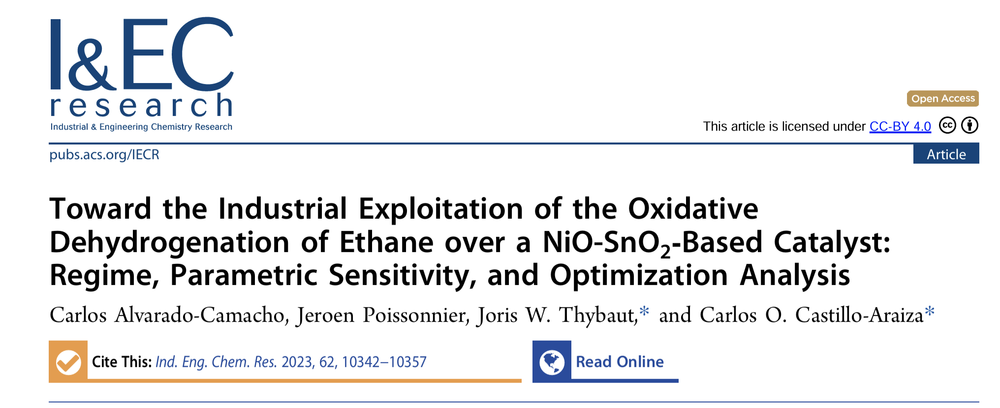 I&EC
research
Industrial & Engineering Chemistry Research
Open Access
This article is licensed under CC-BY 4.0
pubs.acs.org/IECR
Article
Toward the Industrial Exploitation of the Oxidative
Dehydrogenation of Ethane over a NiO-SnO₂-Based Catalyst:
Regime, Parametric Sensitivity, and Optimization Analysis
Carlos Alvarado-Camacho, Jeroen Poissonnier, Joris W. Thybaut,* and Carlos O. Castillo-Araiza*
Cite This: Ind. Eng. Chem. Res. 2023, 62, 10342–10357
Read Online